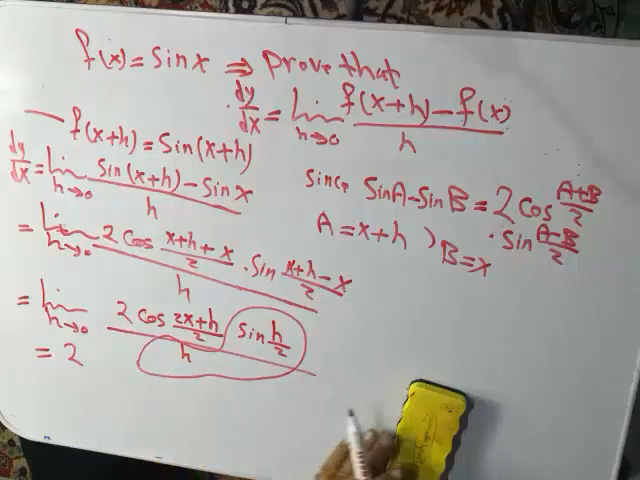 f(x) = sin x ⇒ Prove that
dy/dx = lim h→0 f(x+h) − f(x) / h
f(x+h) = sin(x+h)
dy/dx = lim h→0 sin(x+h) − sin x / h
since sin A − sin B = 2 cos A+B/2 · sin A−B/2
A = x+h , B = x
= lim h→0 2 cos x+h+x/2 · sin x+h−x/2 / h
= lim h→0 2 cos 2x+h/2 sin h/2 / h
= 2